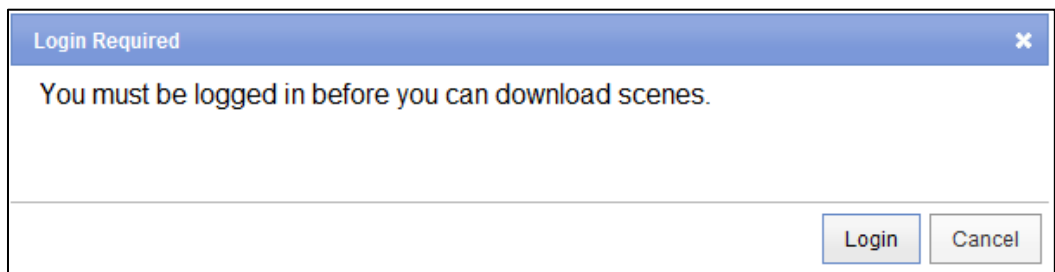 Login Required
You must be logged in before you can download scenes.
Login Cancel